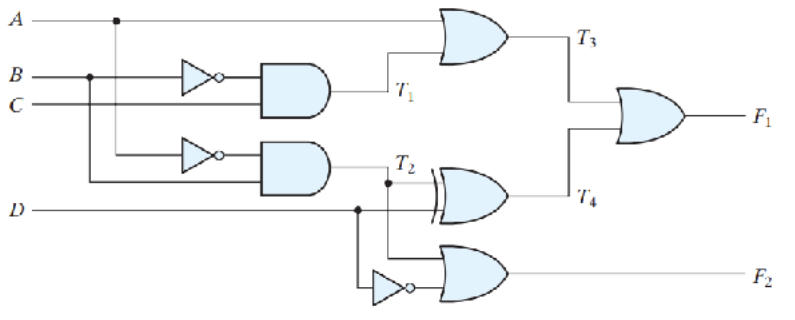 A
T₃
B
C
T₁
F₁
T₂
D
T₄
F₂